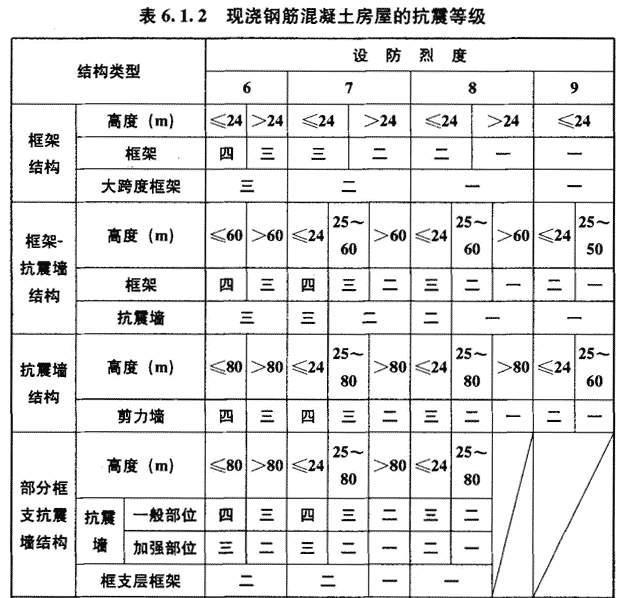 表 6.1.2 现浇钢筋混凝土房屋的抗震等级
结构类型 设 防 烈 度
6 7 8 9
框架结构 高度（m） ≤24 >24 ≤24 >24 ≤24 >24 ≤24
框架 四 三 三 二 二 一 一
大跨度框架 三 二 一 一
框架-抗震墙结构 高度（m） ≤60 >60 ≤24 25～60 >60 ≤24 25～60 >60 ≤24 25～50
框架 四 三 四 三 二 三 二 一 二 一
抗震墙 三 三 二 二 一 一
抗震墙结构 高度（m） ≤80 >80 ≤24 25～80 >80 ≤24 25～80 >80 ≤24 25～60
剪力墙 四 三 四 三 二 三 二 一 二 一
部分框支抗震墙结构 高度（m） ≤80 >80 ≤24 25～80 >80 ≤24 25～80
抗震墙 一般部位 四 三 四 三 二 三 二
加强部位 三 二 三 二 一 二 一
框支层框架 二 二 一 一